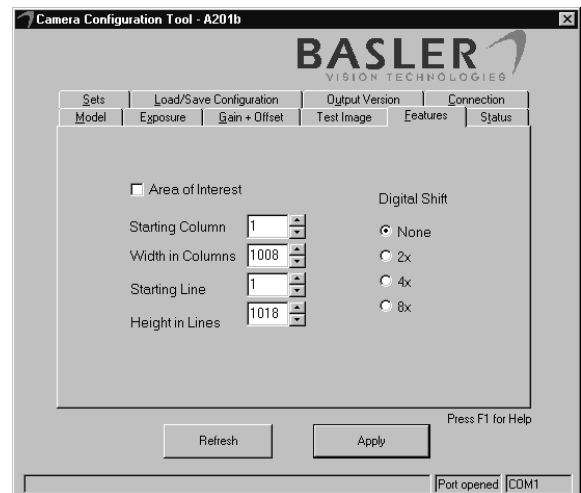 Camera Configuration Tool - A201b
BASLER
VISION TECHNOLOGIES
Sets Load/Save Configuration Output Version Connection
Model Exposure Gain + Offset Test Image Features Status
Area of Interest
Digital Shift
Starting Column 1
None
Width in Columns 1008
2x
Starting Line 1
4x
Height in Lines 1018
8x
Press F1 for Help
Refresh Apply
Port opened COM1